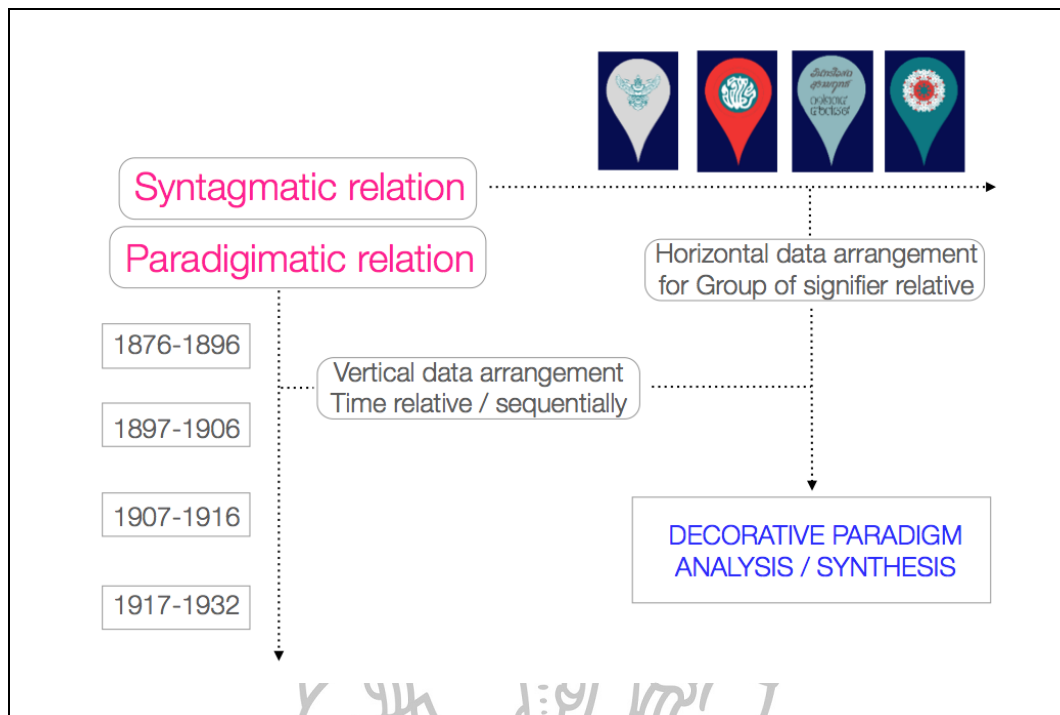 Syntagmatic relation
Paradigimatic relation
Horizontal data arrangement
for Group of signifier relative
1876-1896
Vertical data arrangement
Time relative / sequentially
1897-1906
1907-1916
DECORATIVE PARADIGM
ANALYSIS / SYNTHESIS
1917-1932